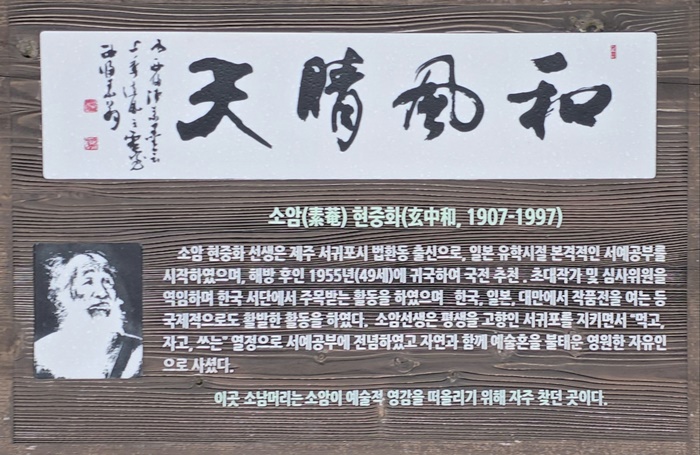 和風晴天
소암(素菴) 현중화(玄中和, 1907-1997)
소암 현중화 선생은 제주 서귀포시 법환동 출신으로, 일본 유학시절 본격적인 서예공부를
시작하였으며, 해방 후인 1955년(49세)에 귀국하여 국전 추천 . 초대작가 및 심사위원을
역임하며 한국 서단에서 주목받는 활동을 하였으며 한국, 일본, 대만에서 작품전을 여는 등
국제적으로도 활발한 활동을 하였다. 소암선생은 평생을 고향인 서귀포를 지키면서 "먹고,
자고, 쓰는" 열정으로 서예공부에 전념하였고 자연과 함께 예술혼을 불태운 영원한 자유인
으로 사셨다.
이곳 소남머리는 소암이 예술적 영감을 떠올리기 위해 자주 찾던 곳이다.